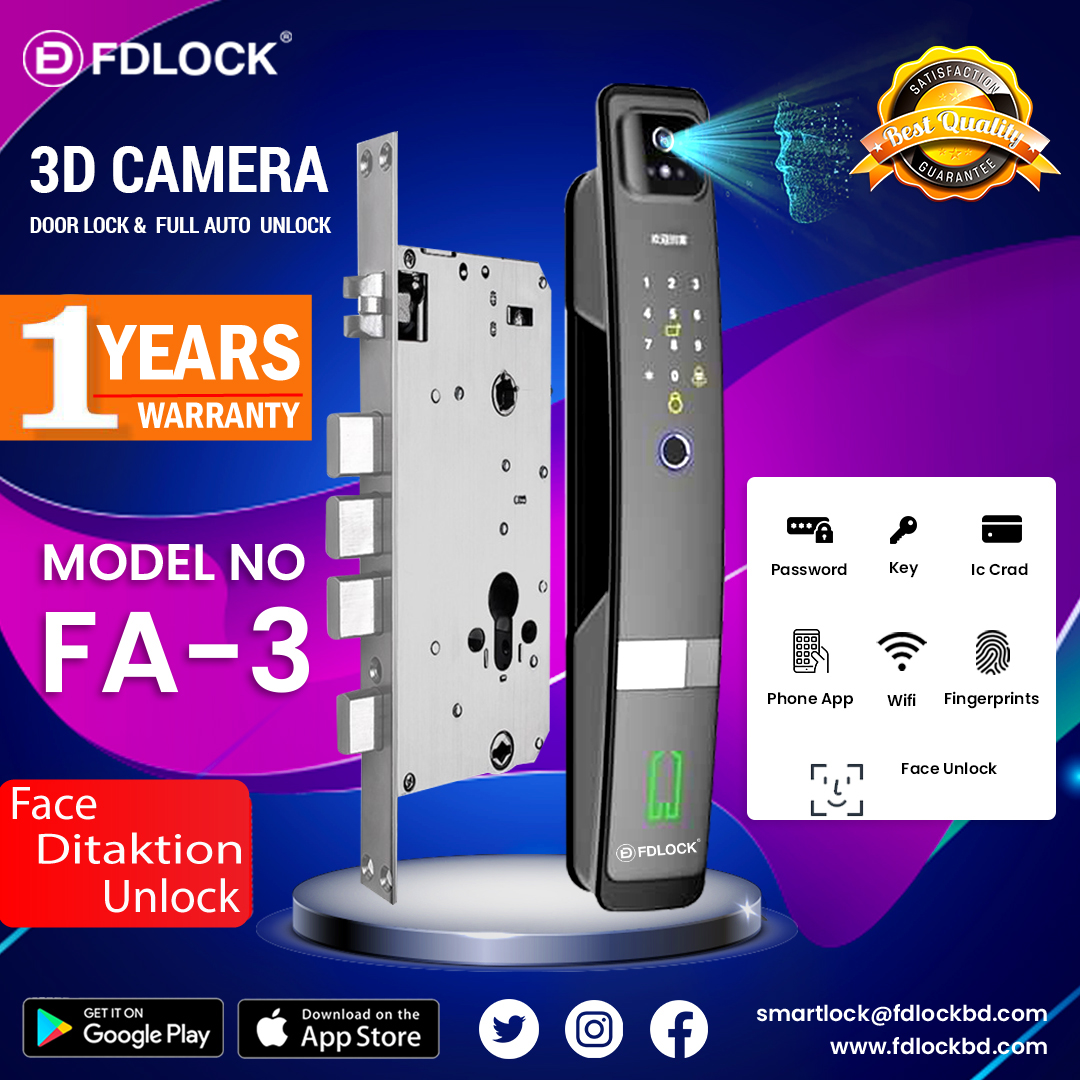 FDLOCK®
3D CAMERA
DOOR LOCK & FULL AUTO UNLOCK
SATISFACTION
Best Quality
GUARANTEE
1 YEARS
WARRANTY
MODEL NO
FA-3
Face
Ditaktion
Unlock
1 2 3
4 5 6
7 8 9
* 0
FDLOCK®
Password
Key
Ic Crad
Phone App
Wifi
Fingerprints
Face Unlock
GET IT ON
Google Play
Download on the
App Store
smartlock@fdlockbd.com
www.fdlockbd.com